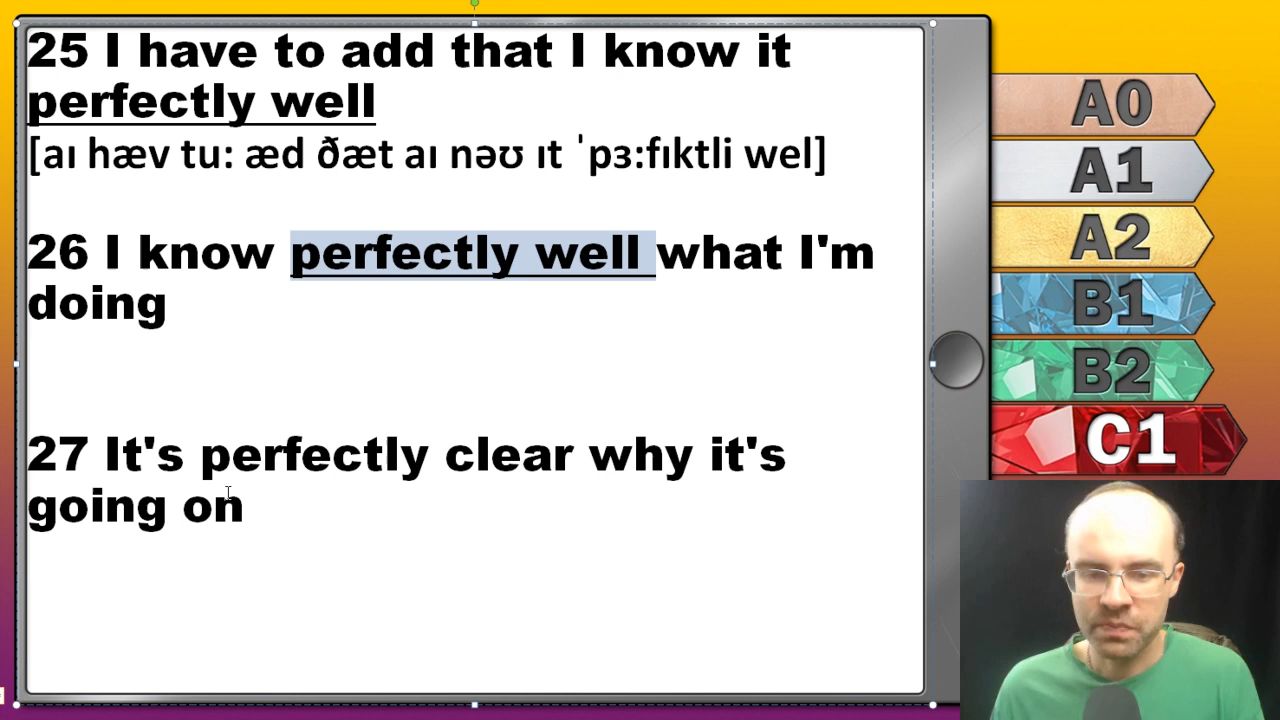 25 I have to add that I know it
perfectly well
[aɪ hæv tu: æd ðæt aɪ nəʊ ɪt ˈpɜ:fɪktli wel]
26 I know perfectly well what I'm
doing
27 It's perfectly clear why it's
going on
A0
A1
A2
B1
B2
C1